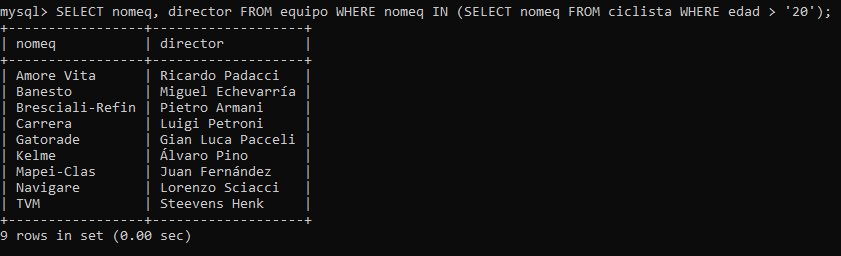 mysql> SELECT nomeq, director FROM equipo WHERE nomeq IN (SELECT nomeq FROM ciclista WHERE edad > '20');
+----------------+-------------------+
| nomeq          | director          |
+----------------+-------------------+
| Amore Vita     | Ricardo Padacci   |
| Banesto        | Miguel Echevarría |
| Bresciali-Refin | Pietro Armani     |
| Carrera        | Luigi Petroni     |
| Gatorade       | Gian Luca Pacceli |
| Kelme          | Álvaro Pino       |
| Mapei-Clas     | Juan Fernández    |
| Navigare       | Lorenzo Sciacci   |
| TVM            | Steevens Henk     |
+----------------+-------------------+
9 rows in set (0.00 sec)